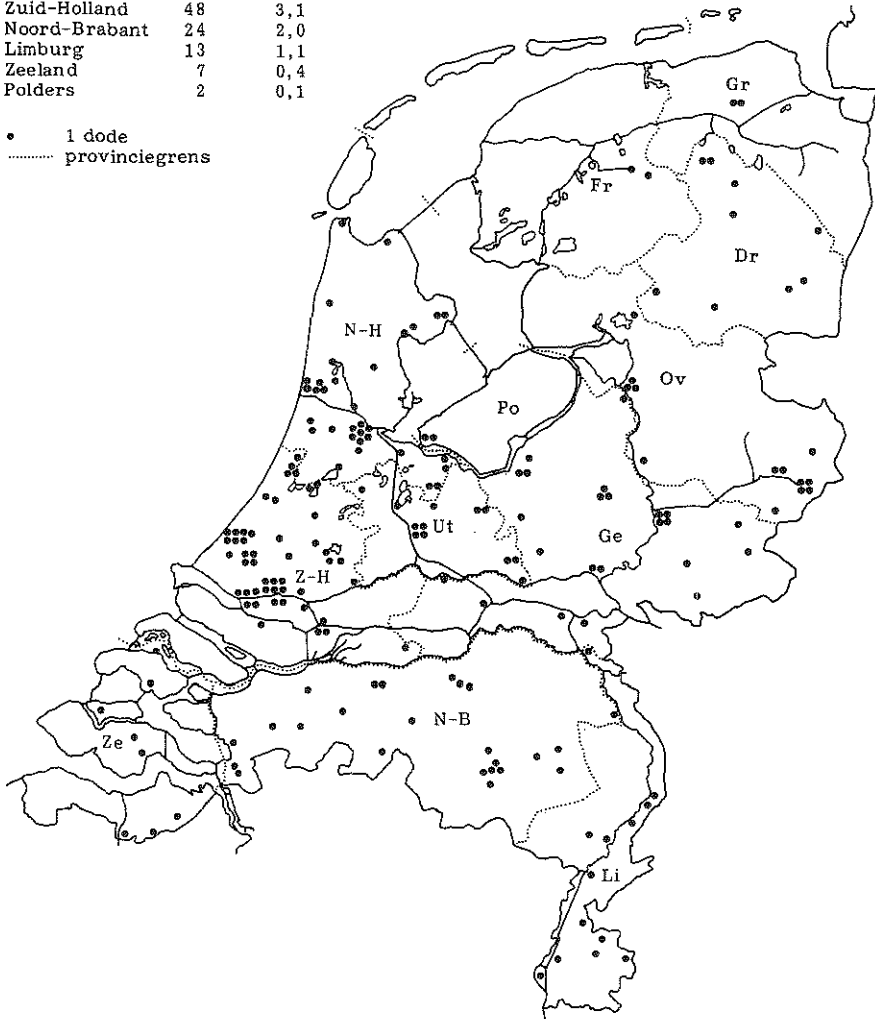 Zuid-Holland 48 3,1
Noord-Brabant 24 2,0
Limburg 13 1,1
Zeeland 7 0,4
Polders 2 0,1
1 dode
provinciegrens
Gr
Fr
Dr
N-H
Ov
Po
Ut
Ge
Z-H
N-B
Ze
Li